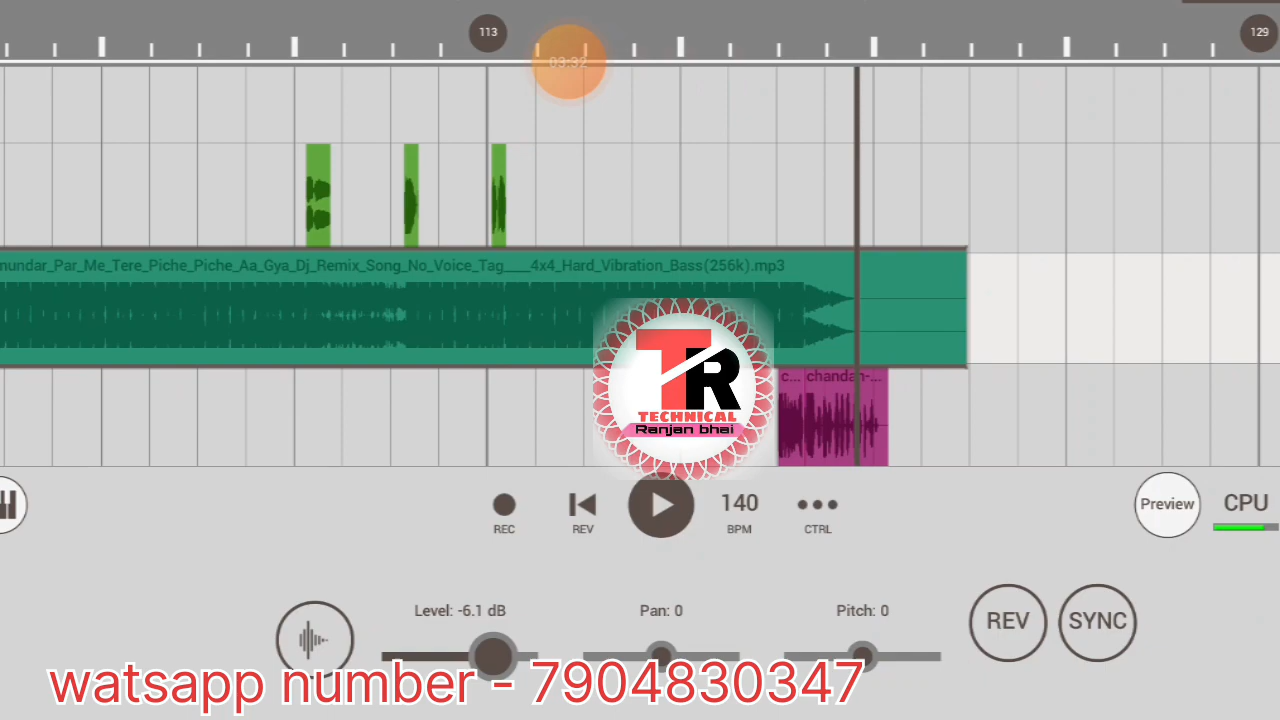 113
129
03:32
mundar_Par_Me_Tere_Piche_Piche_Aa_Gya_Dj_Remix_Song_No_Voice_Tag___4x4_Hard_Vibration_Bass(256k).mp3
c... chandan-...
TR
TECHNICAL
Ranjan bhai
REC
REV
140
BPM
CTRL
Preview
CPU
Level: -6.1 dB
Pan: 0
Pitch: 0
REV
SYNC
watsapp number - 7904830347